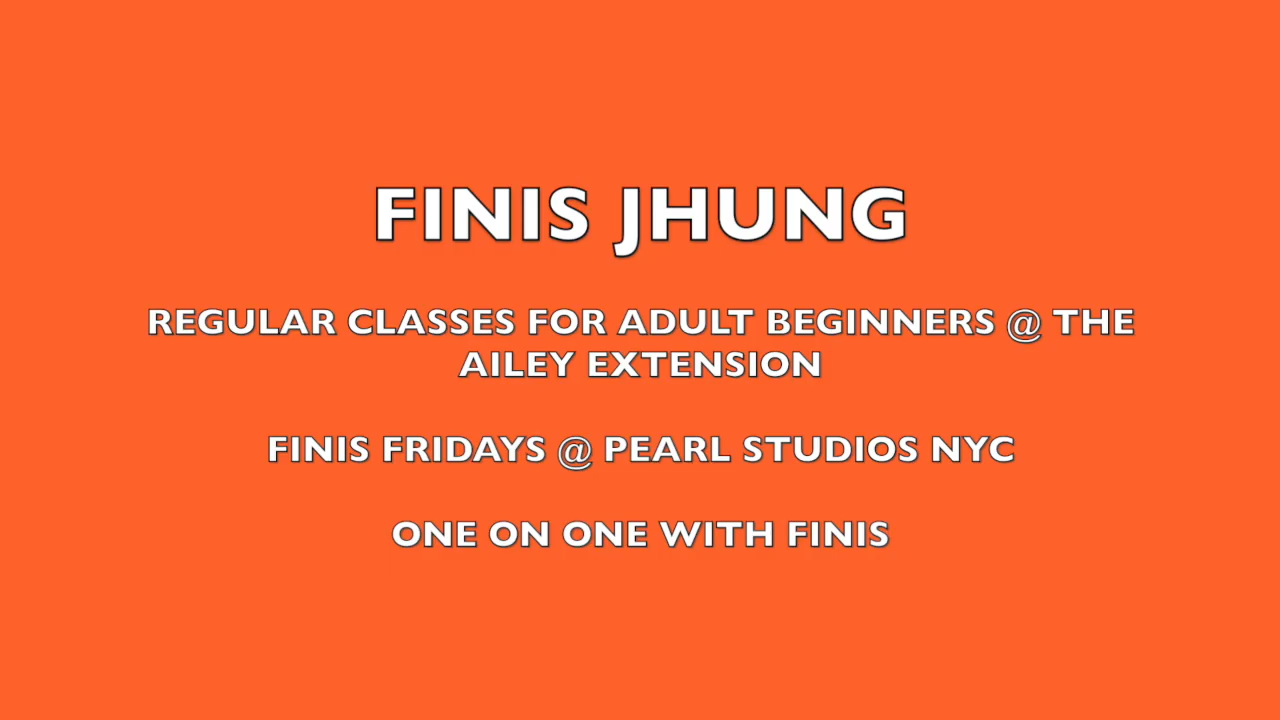 FINIS JHUNG
REGULAR CLASSES FOR ADULT BEGINNERS @ THE
AILEY EXTENSION
FINIS FRIDAYS @ PEARL STUDIOS NYC
ONE ON ONE WITH FINIS